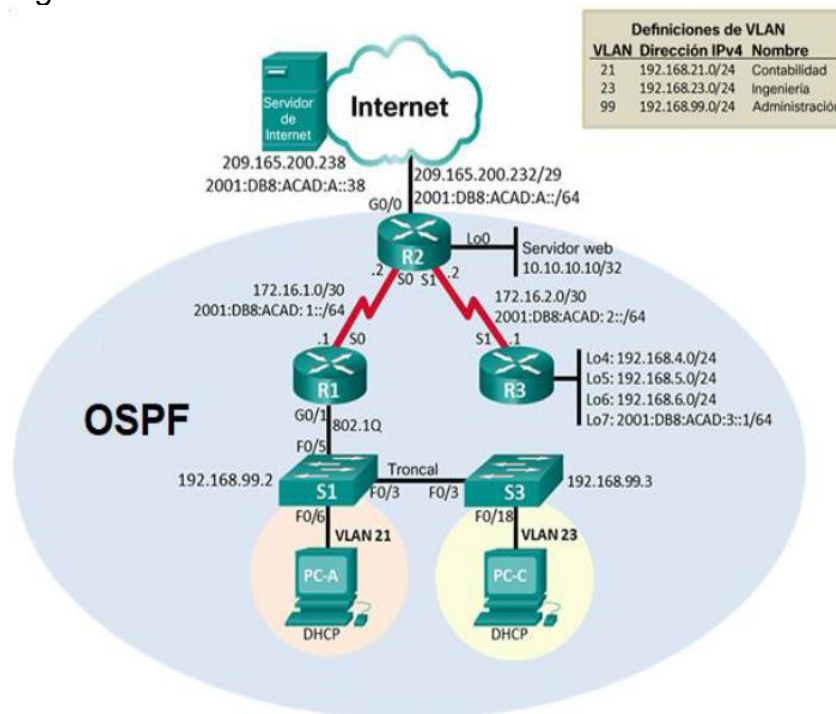 Definiciones de VLAN
VLAN Dirección IPv4 Nombre
21 192.168.21.0/24 Contabilidad
23 192.168.23.0/24 Ingeniería
99 192.168.99.0/24 Administración
Servidor
de
Internet
Internet
209.165.200.238
2001:DB8:ACAD:A::38
209.165.200.232/29
2001:DB8:ACAD:A::/64
G0/0
R2
Lo0
Servidor web
10.10.10.10/32
.2
S0
S1
.2
172.16.1.0/30
2001:DB8:ACAD: 1::/64
172.16.2.0/30
2001:DB8:ACAD: 2::/64
.1
S0
S1
.1
R1
R3
Lo4: 192.168.4.0/24
Lo5: 192.168.5.0/24
Lo6: 192.168.6.0/24
Lo7: 2001:DB8:ACAD:3::1/64
OSPF
G0/1
802.1Q
F0/5
192.168.99.2
S1
Troncal
F0/3
F0/3
S3
192.168.99.3
F0/6
VLAN 21
F0/18
VLAN 23
PC-A
PC-C
DHCP
DHCP